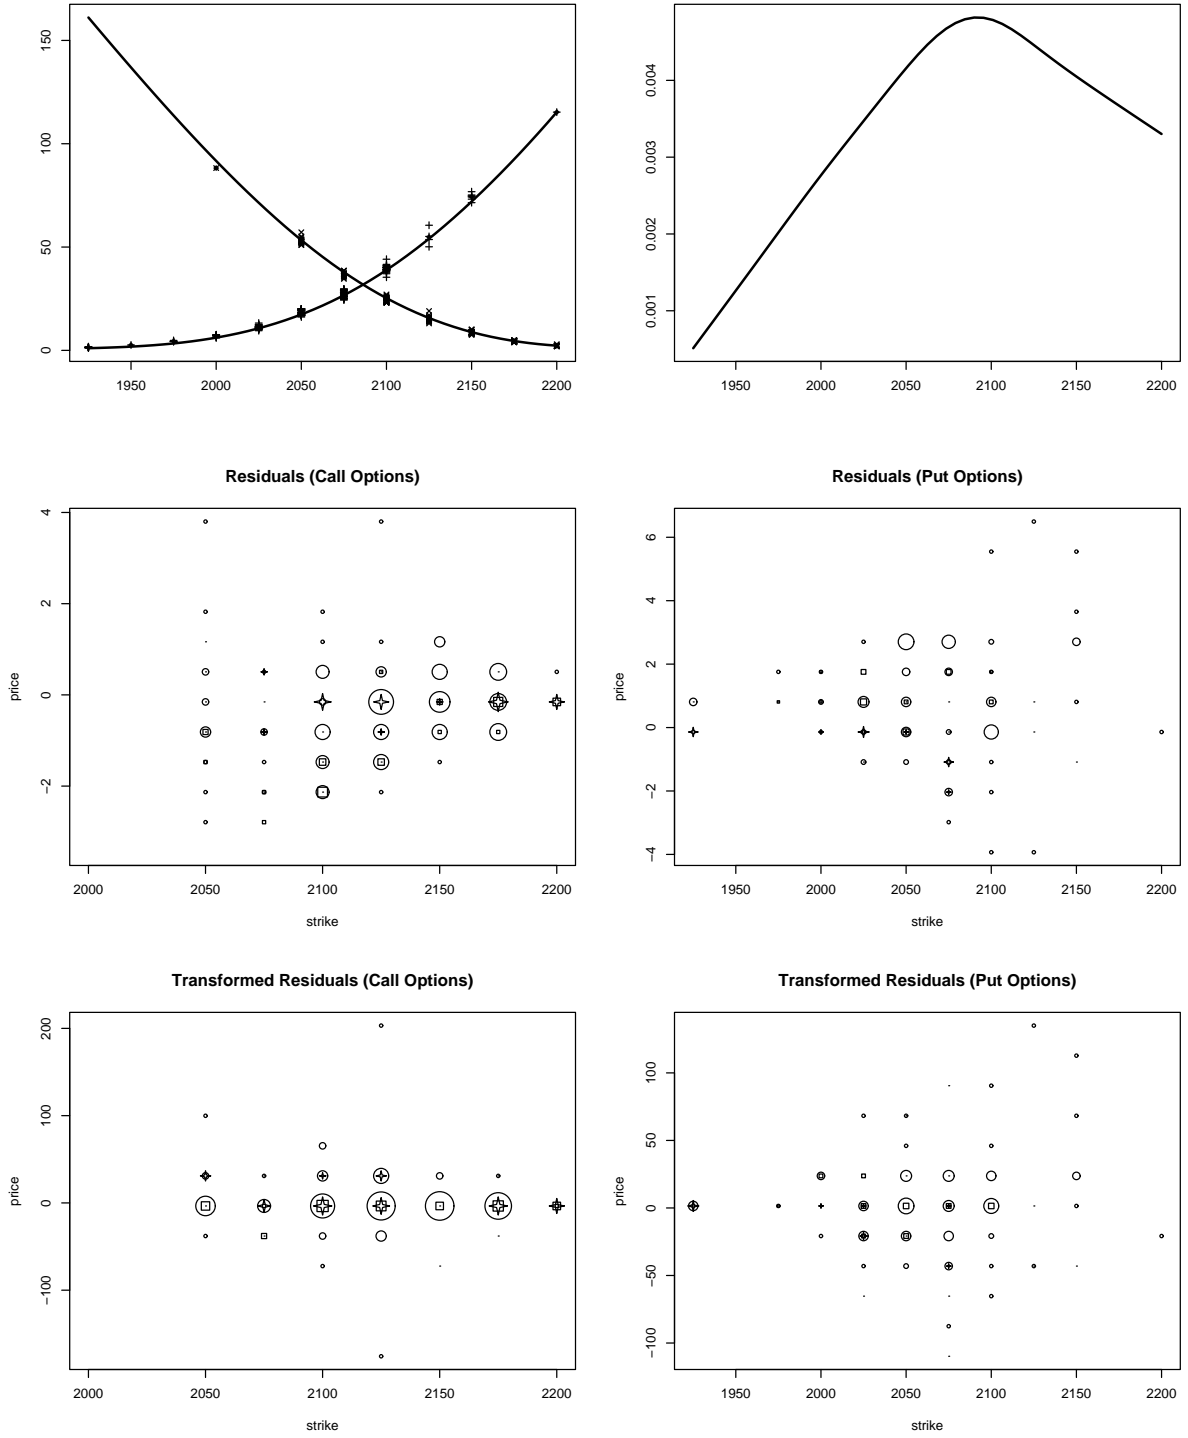 0 50 100 150
1950 2000 2050 2100 2150 2200
0.001 0.002 0.003 0.004
1950 2000 2050 2100 2150 2200
Residuals (Call Options)
price
−2 0 2 4
2000 2050 2100 2150 2200
strike
Residuals (Put Options)
price
−4 −2 0 2 4 6
1950 2000 2050 2100 2150 2200
strike
Transformed Residuals (Call Options)
price
−100 0 100 200
2000 2050 2100 2150 2200
strike
Transformed Residuals (Put Options)
price
−100 −50 0 50 100
1950 2000 2050 2100 2150 2200
strike